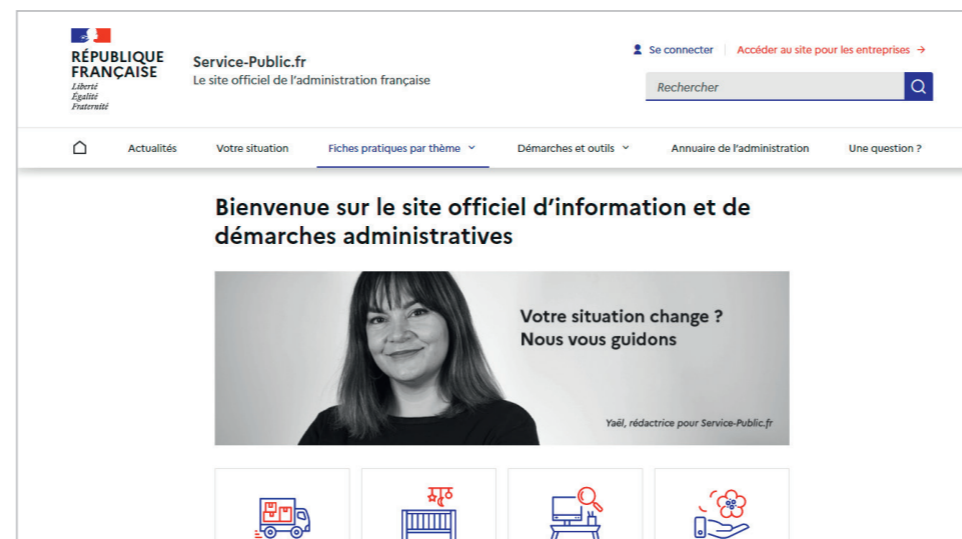 RÉPUBLIQUE
FRANÇAISE
Liberté
Égalité
Fraternité
Service-Public.fr
Le site officiel de l'administration française
Se connecter
Accéder au site pour les entreprises →
Rechercher
Actualités
Votre situation
Fiches pratiques par thème
Démarches et outils
Annuaire de l'administration
Une question ?
Bienvenue sur le site officiel d'information et de
démarches administratives
Votre situation change ?
Nous vous guidons
Yaël, rédactrice pour Service-Public.fr